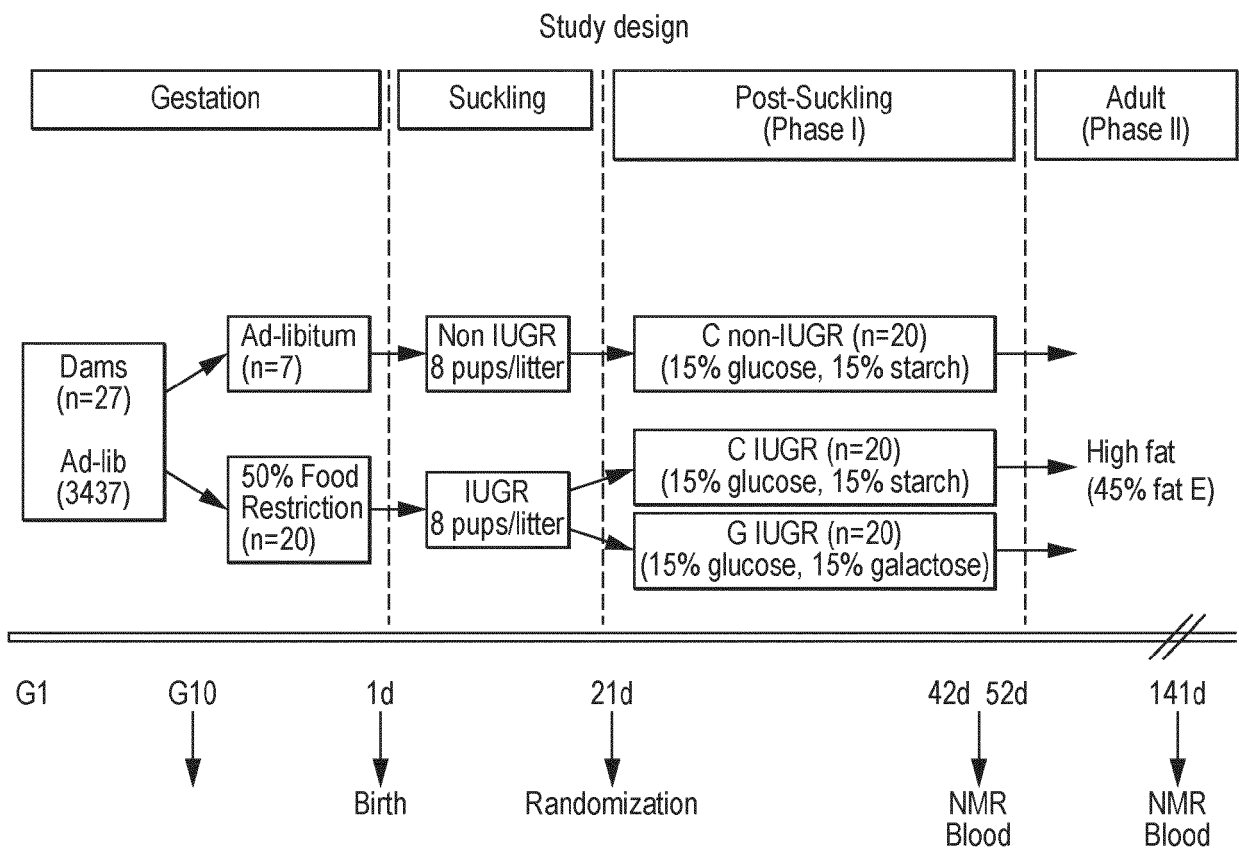 Study design
Gestation
Suckling
Post-Suckling
(Phase I)
Adult
(Phase II)
Dams
(n=27)
Ad-lib
(3437)
Ad-libitum
(n=7)
50% Food
Restriction
(n=20)
Non IUGR
8 pups/litter
IUGR
8 pups/litter
C non-IUGR (n=20)
(15% glucose, 15% starch)
C IUGR (n=20)
(15% glucose, 15% starch)
G IUGR (n=20)
(15% glucose, 15% galactose)
High fat
(45% fat E)
G1
G10
1d
21d
42d 52d
141d
Birth
Randomization
NMR
Blood
NMR
Blood